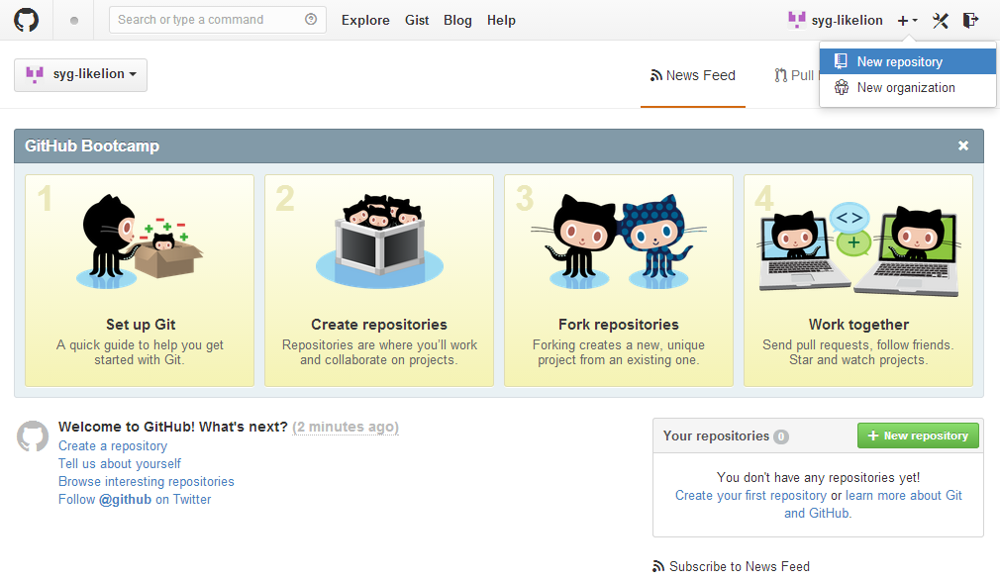 Search or type a command
Explore Gist Blog Help
syg-likelion
New repository
New organization
syg-likelion
News Feed
Pull
GitHub Bootcamp
1
Set up Git
A quick guide to help you get
started with Git.
2
Create repositories
Repositories are where you'll work
and collaborate on projects.
3
Fork repositories
Forking creates a new, unique
project from an existing one.
4
Work together
Send pull requests, follow friends.
Star and watch projects.
Welcome to GitHub! What's next? (2 minutes ago)
Create a repository
Tell us about yourself
Browse interesting repositories
Follow @github on Twitter
Your repositories 0
New repository
You don't have any repositories yet!
Create your first repository or learn more about Git
and GitHub.
Subscribe to News Feed